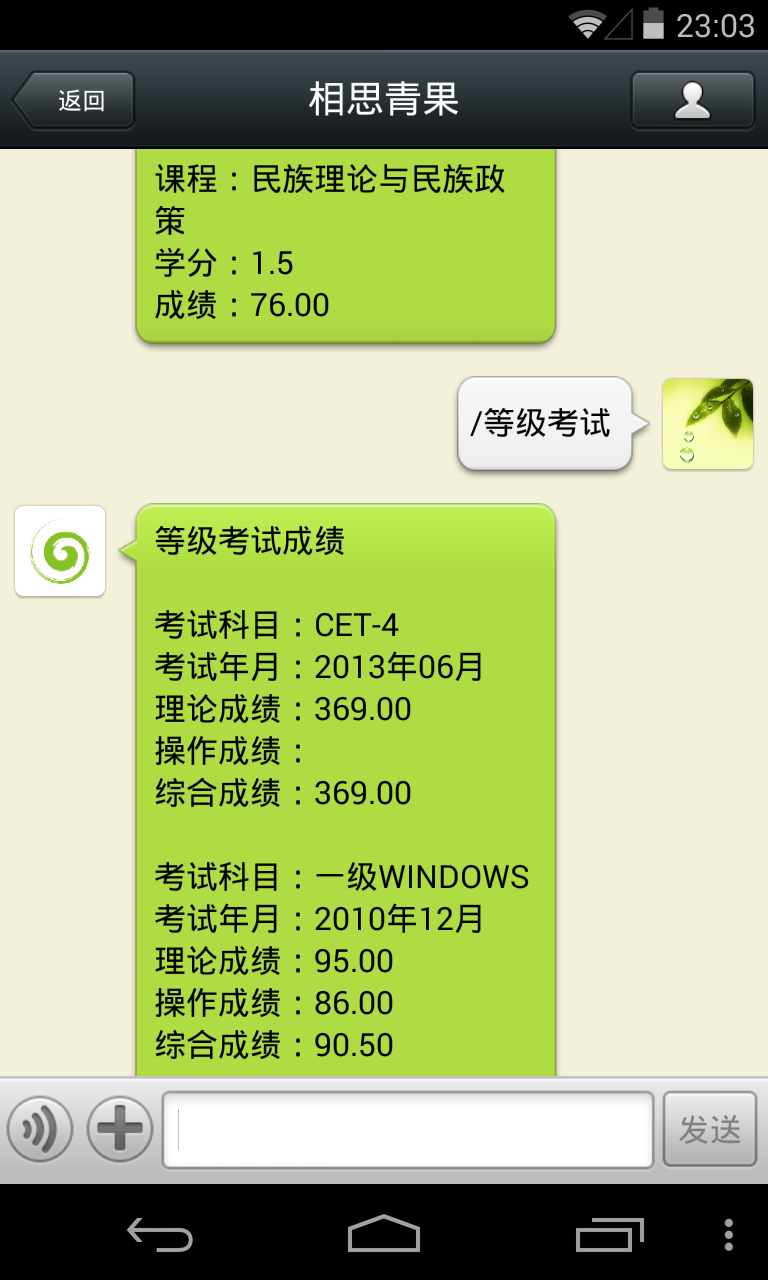 23:03
返回
相思青果
课程：民族理论与民族政
策
学分：1.5
成绩：76.00
/等级考试
等级考试成绩
考试科目：CET-4
考试年月：2013年06月
理论成绩：369.00
操作成绩：
综合成绩：369.00
考试科目：一级WINDOWS
考试年月：2010年12月
理论成绩：95.00
操作成绩：86.00
综合成绩：90.50
发送